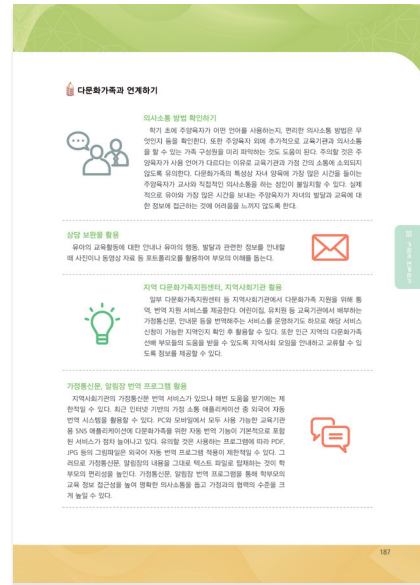 다문화가족과 연계하기
의사소통 방법 확인하기
학기 초에 주양육자가 어떤 언어를 사용하는지, 편리한 의사소통 방법은 무
엇인지 등을 확인한다. 또한 주양육자 외에 추가적으로 교육기관과 의사소통
을 할 수 있는 가족 구성원을 미리 파악하는 것도 도움이 된다. 주의할 것은 주
양육자가 사용 언어가 다르다는 이유로 교육기관과 가정 간의 소통에 소외되지
않도록 유의한다. 다문화가족의 특성상 자녀 양육에 가장 많은 시간을 들이는
주양육자가 교사와 직접적인 의사소통을 하는 성인이 불일치할 수 있다. 실제
적으로 유아와 가장 많은 시간을 보내는 주양육자가 자녀의 발달과 교육에 대
한 정보에 접근하는 것에 어려움을 느끼지 않도록 한다.
상담 보완물 활용
유아의 교육활동에 대한 안내나 유아의 행동, 발달과 관련한 정보를 안내할
때 사진이나 동영상 자료 등 포트폴리오를 활용하여 부모의 이해를 돕는다.
지역 다문화가족지원센터, 지역사회기관 활용
일부 다문화가족지원센터 등 지역사회기관에서 다문화가족 지원을 위해 통
역, 번역 지원 서비스를 제공한다. 어린이집, 유치원 등 교육기관에서 배부하는
가정통신문, 안내문 등을 번역해주는 서비스를 운영하기도 하므로 해당 서비스
신청이 가능한 지역인지 확인 후 활용할 수 있다. 또한 인근 지역의 다문화가족
선배 부모들의 도움을 받을 수 있도록 지역사회 모임을 안내하고 교류할 수 있
도록 정보를 제공할 수 있다.
가정통신문, 알림장 번역 프로그램 활용
지역사회기관의 가정통신문 번역 서비스가 있으나 매번 도움을 받기에는 제
한적일 수 있다. 최근 인터넷 기반의 가정 소통 애플리케이션 중 외국어 자동
번역 시스템을 활용할 수 있다. PC와 모바일에서 모두 사용 가능한 교육기관
용 SNS 애플리케이션에 다문화가족을 위한 자동 번역 기능이 기본적으로 포함
된 서비스가 점차 늘어나고 있다. 유의할 것은 사용하는 프로그램에 따라 PDF,
JPG 등의 그림파일은 외국어 자동 번역 프로그램 적용이 제한적일 수 있다. 그
러므로 가정통신문, 알림장의 내용을 그대로 텍스트 파일로 탑재하는 것이 학
부모의 편리성을 높인다. 가정통신문, 알림장 번역 프로그램을 통해 학부모의
교육 정보 접근성을 높여 명확한 의사소통을 돕고 가정과의 협력의 수준을 크
게 높일 수 있다.
187